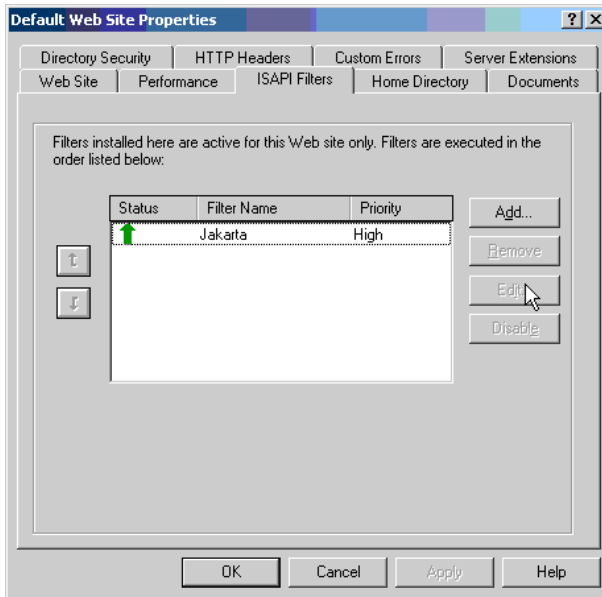 Default Web Site Properties
Directory Security HTTP Headers Custom Errors Server Extensions
Web Site Performance ISAPI Filters Home Directory Documents
Filters installed here are active for this Web site only. Filters are executed in the
order listed below:
Status Filter Name Priority
Jakarta High
Add...
Remove
Edit...
Disable
OK Cancel Apply Help